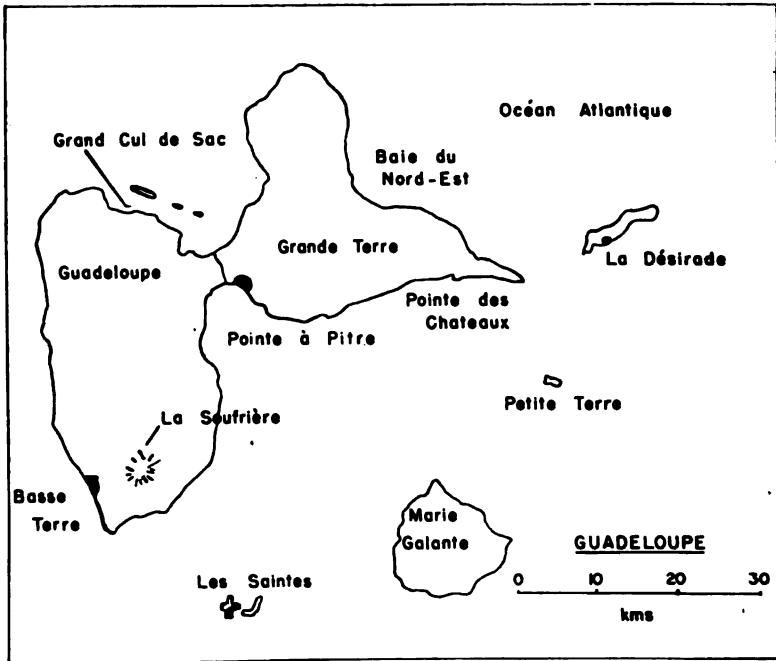 Océan Atlantique
Grand Cul de Sac
Baie du
Nord-Est
Grande Terre
La Désirade
Guadeloupe
Pointe des
Chateaux
Pointe à Pitre
Petite Terre
La Soufrière
Basse
Terre
Marie
Galante
GUADELOUPE
0 10 20 30
kms
Les Saintes